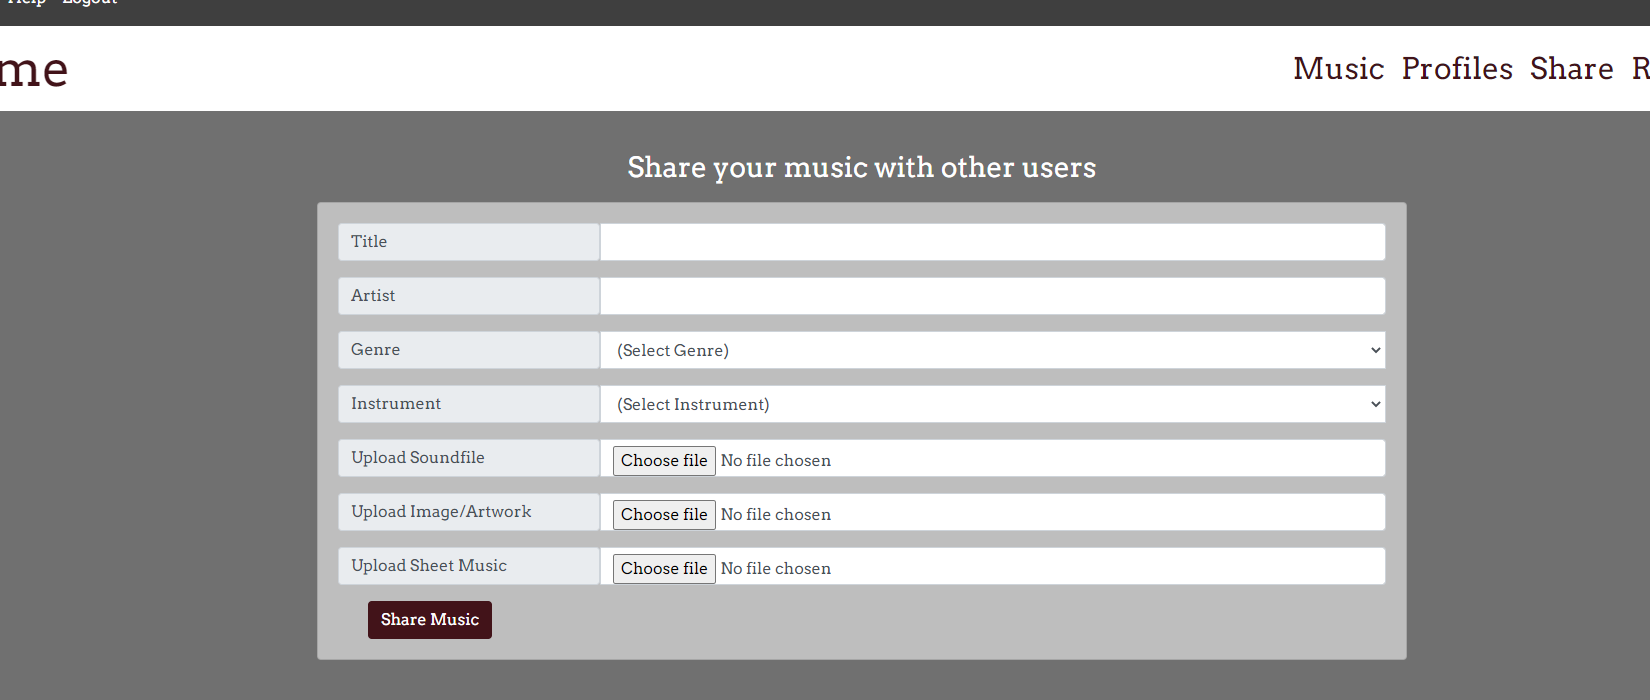 Help Logout
me
Music Profiles Share R
Share your music with other users
Title
Artist
Genre (Select Genre)
Instrument (Select Instrument)
Upload Soundfile Choose file No file chosen
Upload Image/Artwork Choose file No file chosen
Upload Sheet Music Choose file No file chosen
Share Music